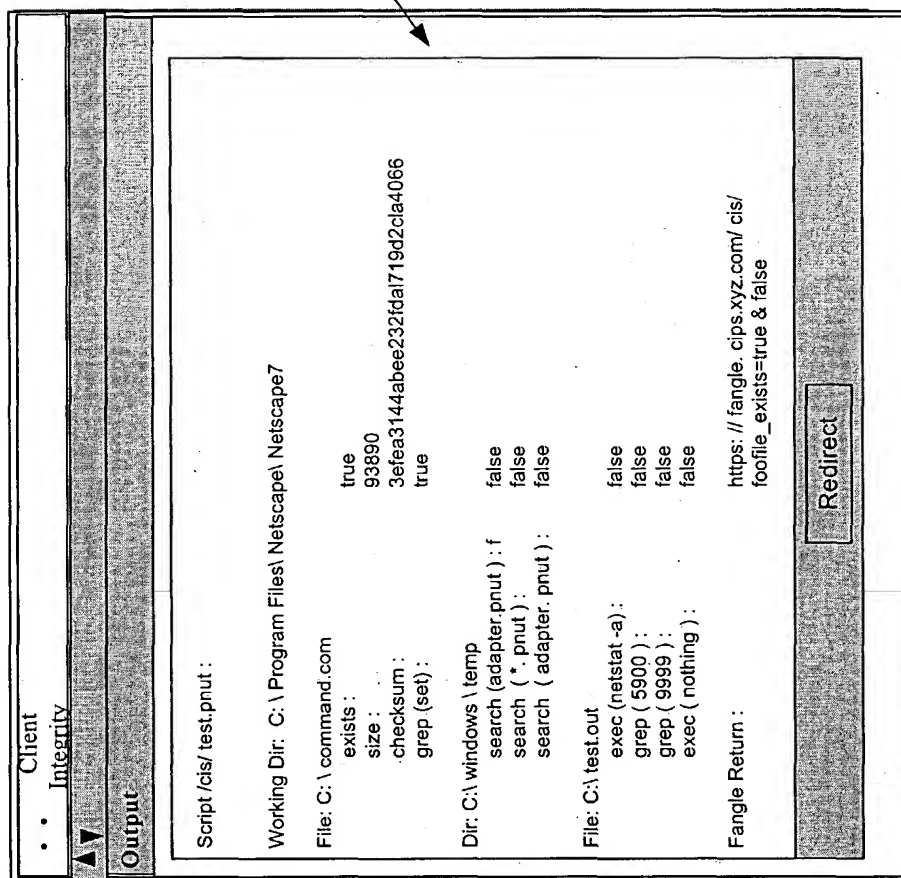 Client
• • Integrity
Output
Script /cis/ test.pnut :
Working Dir: C: \ Program Files\ Netscape\ Netscape7
File: C: \ command.com
exists : true
size : 93890
checksum : 3efea3144abee232fdal719d2cla4066
grep (set) : true
Dir: C:\ windows \ temp
search (adapter.pnut ) : f false
search ( *. pnut ) : false
search ( adapter. pnut ) : false
File: C:\ test.out
exec (netstat -a) : false
grep ( 5900 ) : false
grep ( 9999 ) : false
exec ( nothing ) : false
Fangle Return : https: // fangle. cips.xyz.com/ cis/
foofile_exists=true & false
Redirect